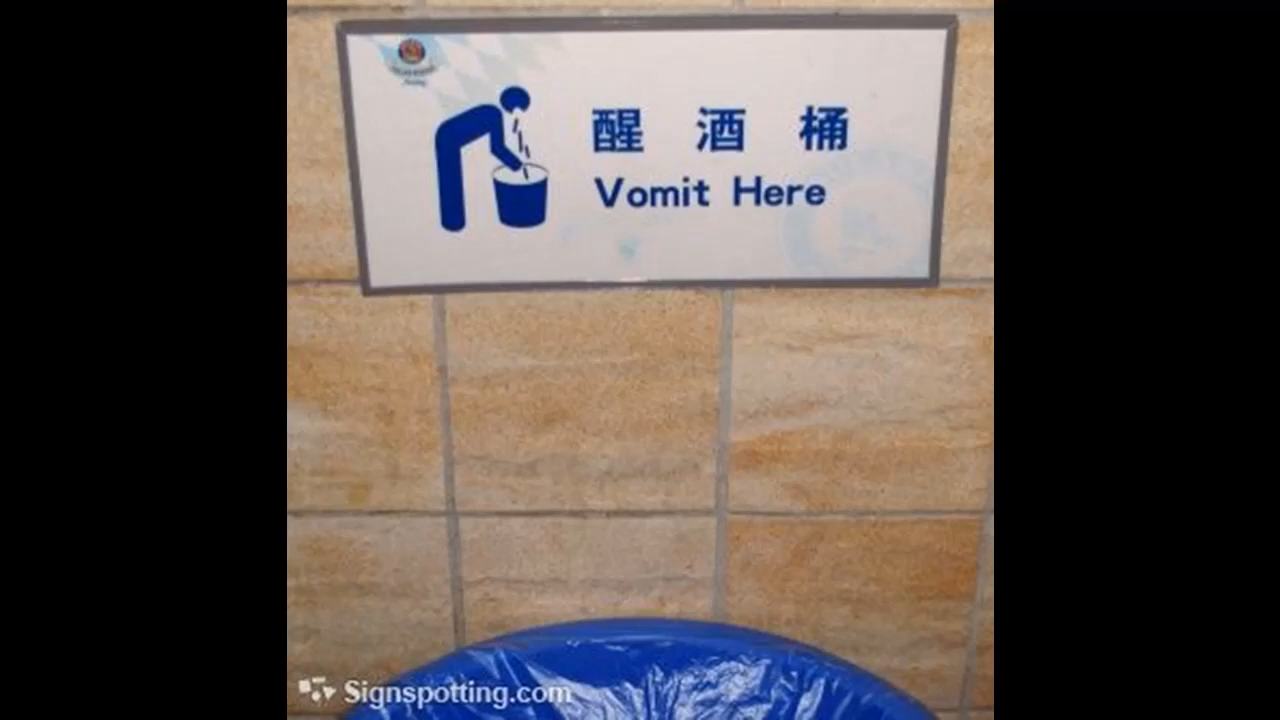 醒 酒 桶
Vomit Here
Signspotting.com